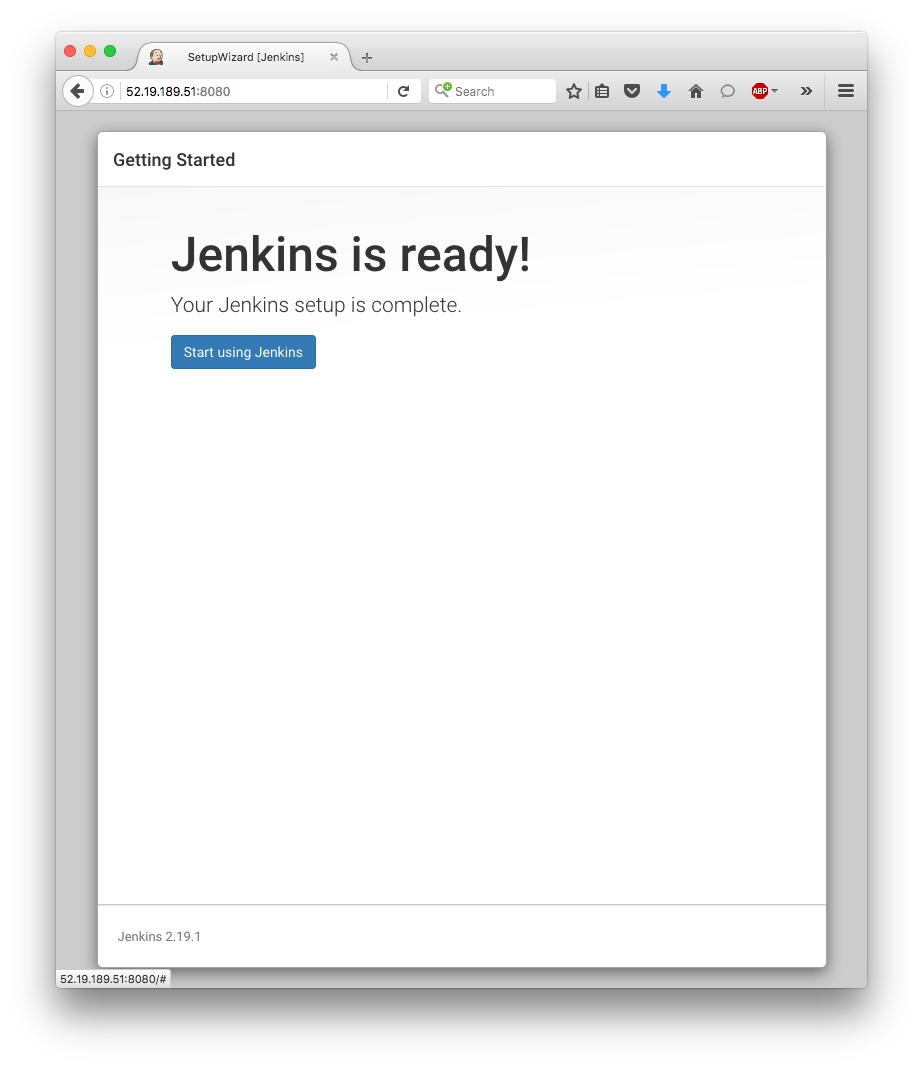 SetupWizard [Jenkins]
52.19.189.51:8080
Search
ABP
Getting Started
Jenkins is ready!
Your Jenkins setup is complete.
Start using Jenkins
Jenkins 2.19.1
52.19.189.51:8080/#